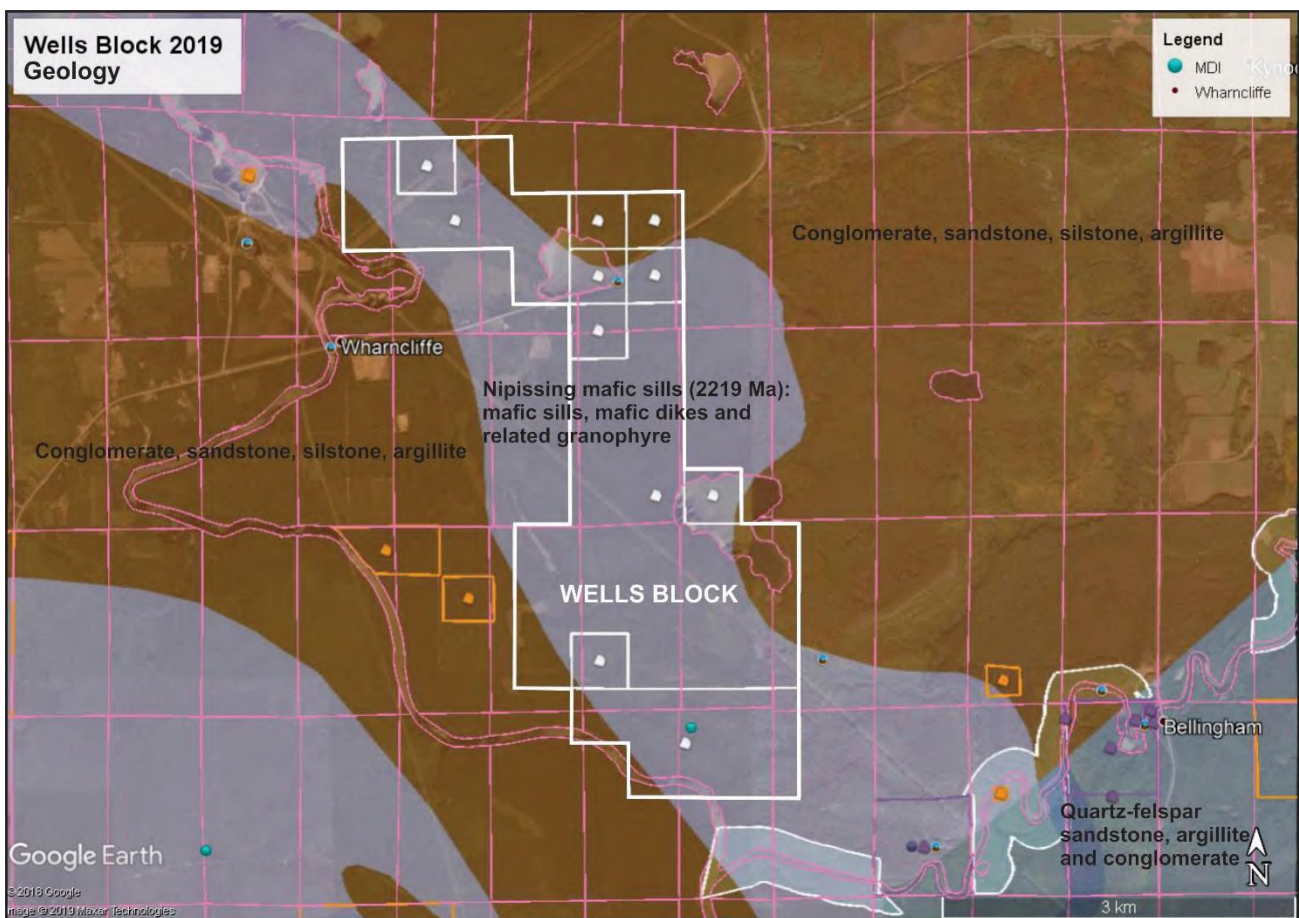 Wells Block 2019
Geology
Legend
MDI
Wharncliffe
Conglomerate, sandstone, silstone, argillite
Wharncliffe
Nipissing mafic sills (2219 Ma):
mafic sills, mafic dikes and
related granophyre
Conglomerate, sandstone, silstone, argillite
WELLS BLOCK
Bellingham
Quartz-felspar
sandstone, argillite
and conglomerate
N
Google Earth
© 2018 Google
Image © 2019 Maxar Technologies
3 km